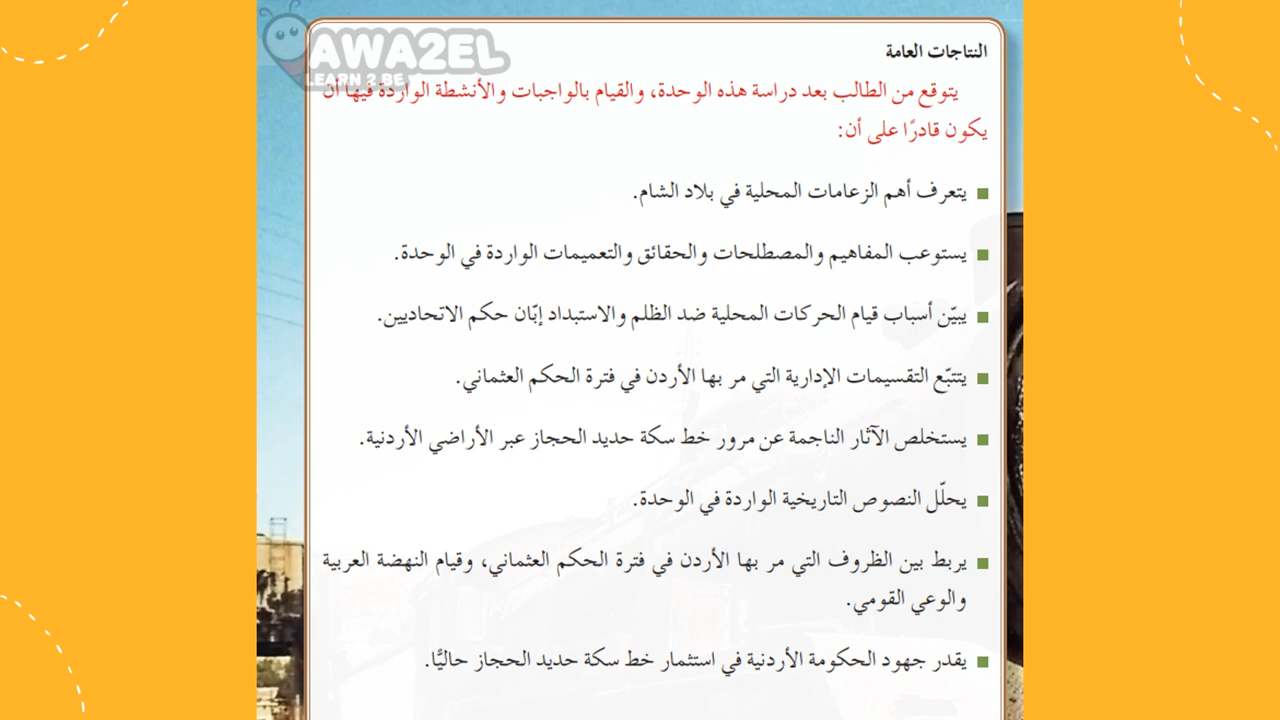 AWA2EL
LEARN 2 BE
النتاجات العامة
يتوقع من الطالب بعد دراسة هذه الوحدة، والقيام بالواجبات والأنشطة الواردة فيها أن
يكون قادرًا على أن:
يتعرف أهم الزعامات المحلية في بلاد الشام.
يستوعب المفاهيم والمصطلحات والحقائق والتعميمات الواردة في الوحدة.
يبيّن أسباب قيام الحركات المحلية ضد الظلم والاستبداد إبّان حكم الاتحاديين.
يتتبّع التقسيمات الإدارية التي مر بها الأردن في فترة الحكم العثماني.
يستخلص الآثار الناجمة عن مرور خط سكة حديد الحجاز عبر الأراضي الأردنية.
يحلّل النصوص التاريخية الواردة في الوحدة.
يربط بين الظروف التي مر بها الأردن في فترة الحكم العثماني، وقيام النهضة العربية
والوعي القومي.
يقدر جهود الحكومة الأردنية في استثمار خط سكة حديد الحجاز حاليًّا.